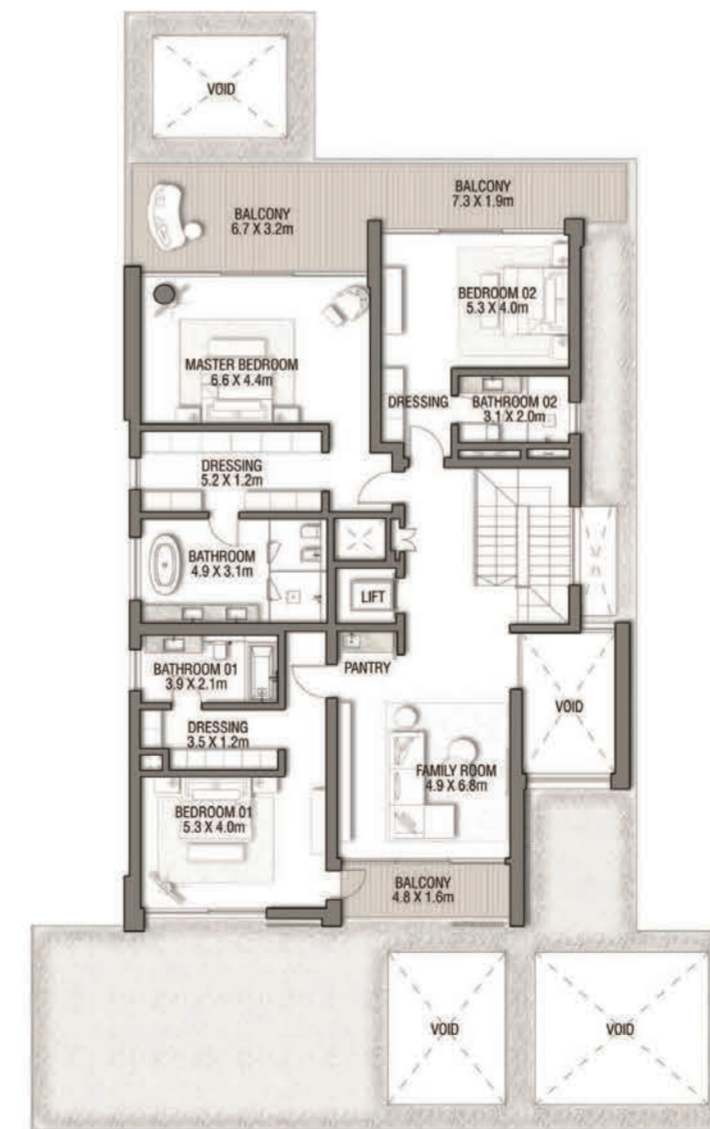 VOID
BALCONY
7.3 X 1.9m
BALCONY
6.7 X 3.2m
BEDROOM 02
5.3 X 4.0m
MASTER BEDROOM
6.6 X 4.4m
DRESSING
BATHROOM 02
3.1 X 2.0m
DRESSING
5.2 X 1.2m
BATHROOM
4.9 X 3.1m
LIFT
BATHROOM 01
3.9 X 2.1m
PANTRY
VOID
DRESSING
3.5 X 1.2m
FAMILY ROOM
4.9 X 6.8m
BEDROOM 01
5.3 X 4.0m
BALCONY
4.8 X 1.6m
VOID
VOID